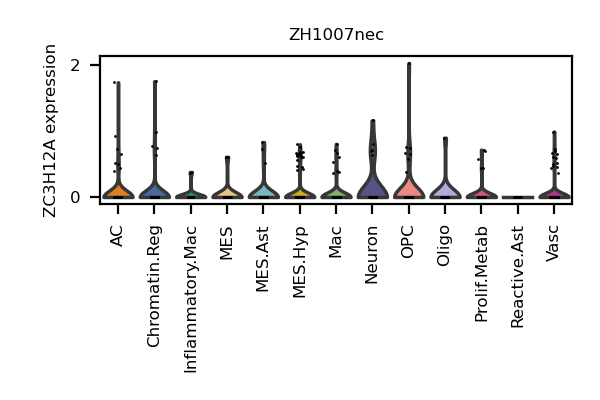 ZH1007nec
ZC3H12A expression
2
0
AC
Chromatin.Reg
Inflammatory.Mac
MES
MES.Ast
MES.Hyp
Mac
Neuron
OPC
Oligo
Prolif.Metab
Reactive.Ast
Vasc